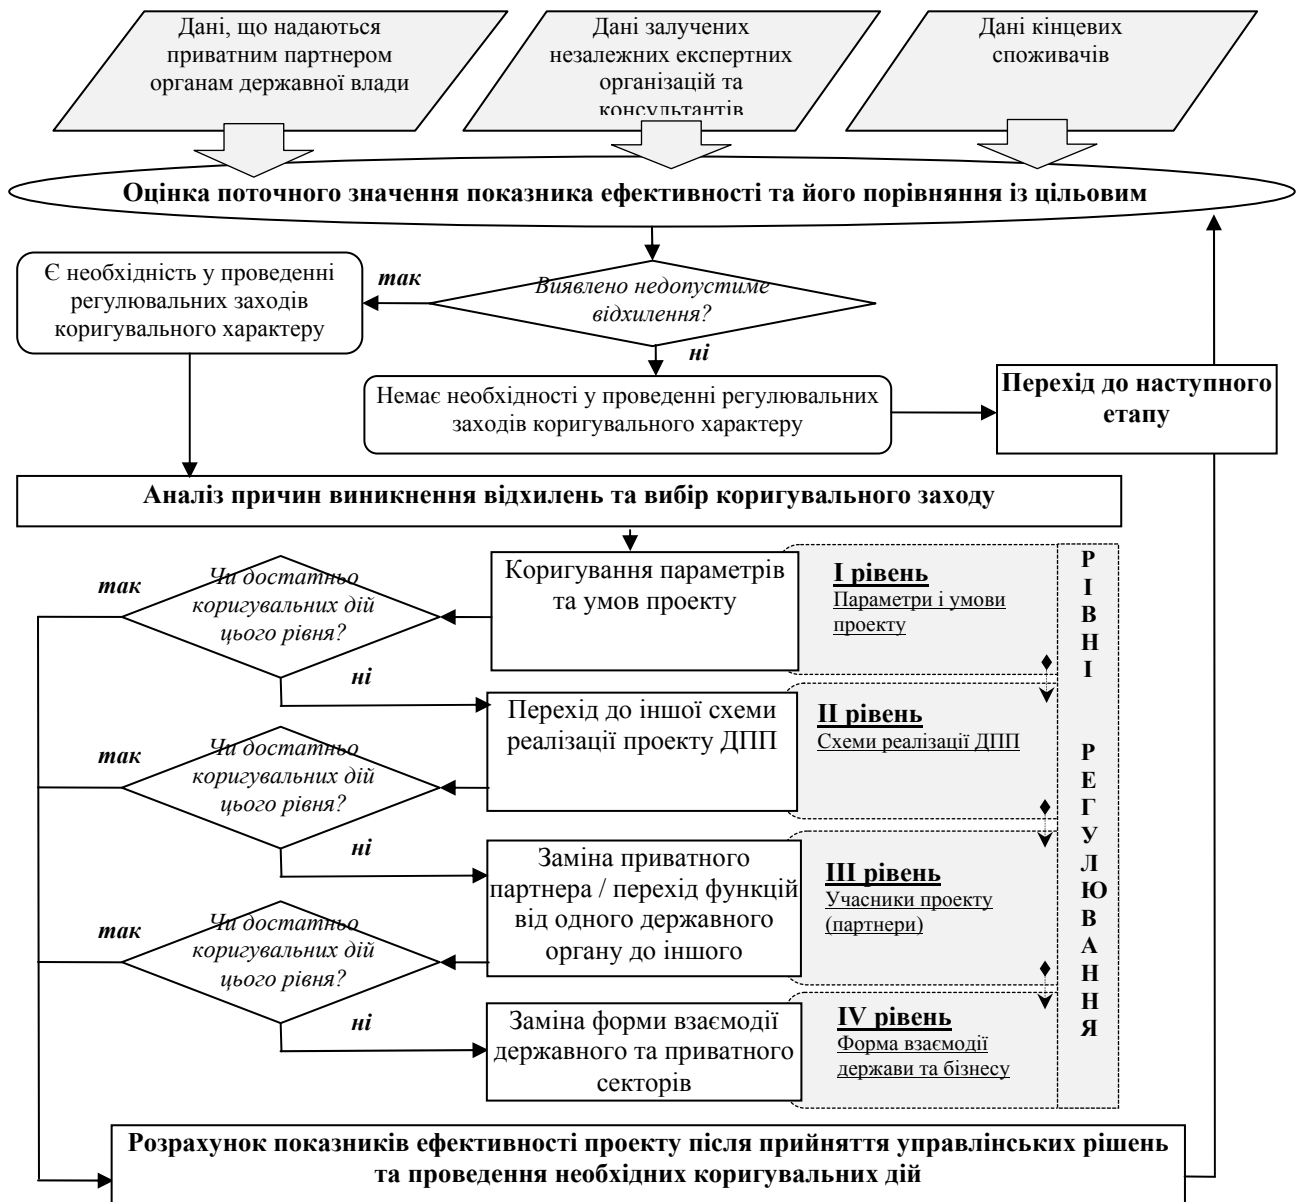 Дані, що надаються
приватним партнером
органам державної влади
Дані залучених
незалежних експертних
організацій та
консультантів
Дані кінцевих
споживачів
Оцінка поточного значення показника ефективності та його порівняння із цільовим
Є необхідність у проведенні
регулювальних заходів
коригувального характеру
так
Виявлено недопустиме
відхилення?
ні
Немає необхідності у проведенні регулювальних
заходів коригувального характеру
Перехід до наступного
етапу
Аналіз причин виникнення відхилень та вибір коригувального заходу
так
Чи достатньо
коригувальних дій
цього рівня?
ні
Коригування параметрів
та умов проекту
І рівень
Параметри і умови
проекту
так
Чи достатньо
коригувальних дій
цього рівня?
ні
Перехід до іншої схеми
реалізації проекту ДПП
ІІ рівень
Схеми реалізації ДПП
так
Чи достатньо
коригувальних дій
цього рівня?
ні
Заміна приватного
партнера / перехід функцій
від одного державного
органу до іншого
ІІІ рівень
Учасники проекту
(партнери)
Заміна форми взаємодії
державного та приватного
секторів
IV рівень
Форма взаємодії
держави та бізнесу
РІВНІ РЕГУЛЮВАННЯ
Розрахунок показників ефективності проекту після прийняття управлінських рішень
та проведення необхідних коригувальних дій